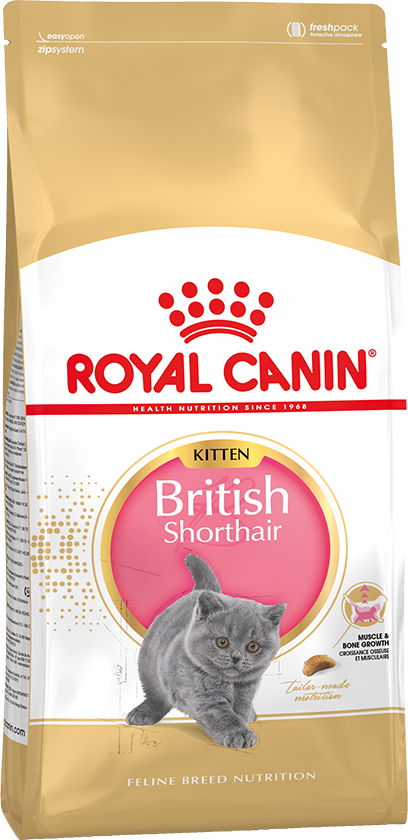 easyopen
zipsystem
freshpack
Protective atmosphere
ROYAL CANIN®
HEALTH NUTRITION SINCE 1968
KITTEN
British
Shorthair
MUSCLE &
BONE GROWTH
CROISSANCE OSSEUSE
ET MUSCULAIRE
Tailor-made
nutrition
FELINE BREED NUTRITION